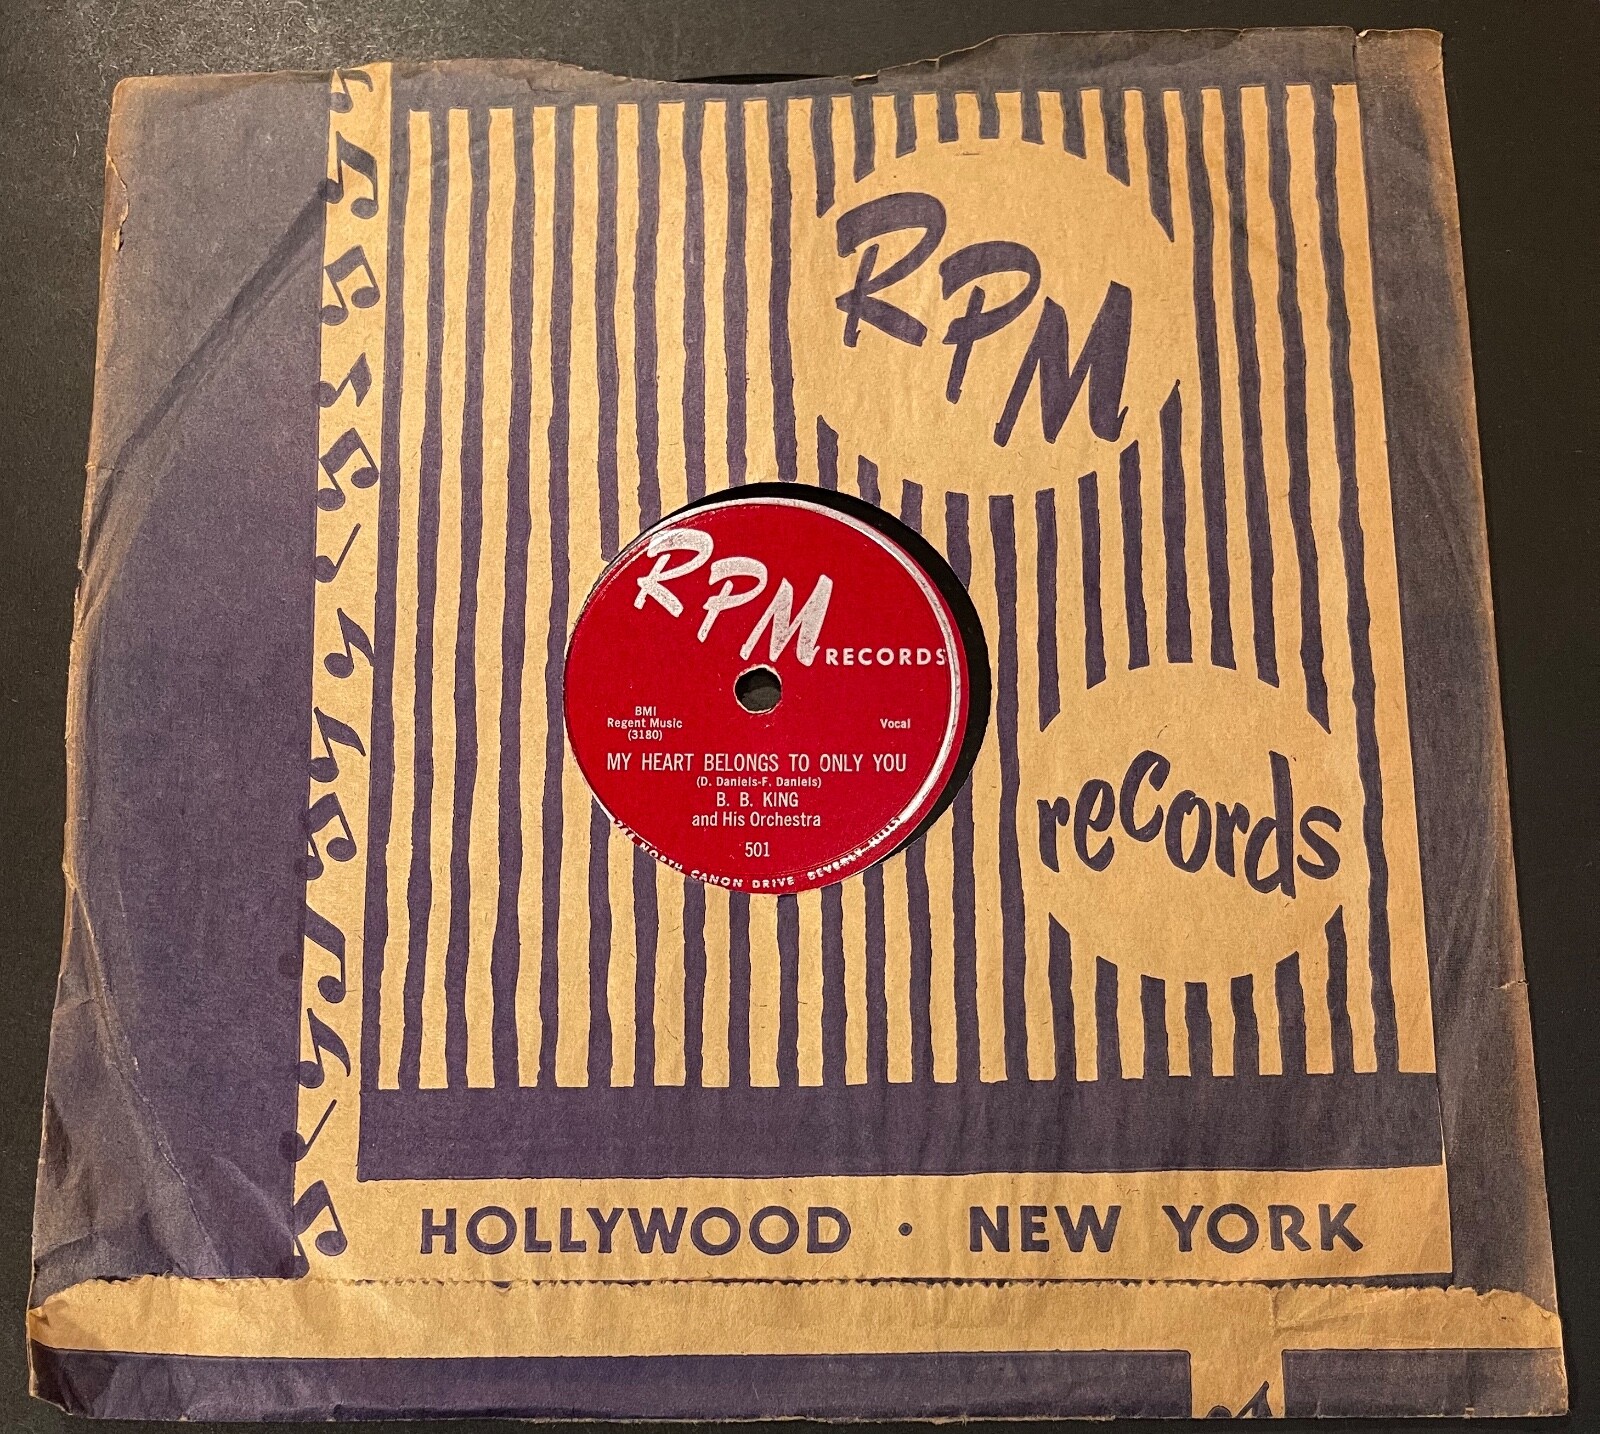 RPM
records
RPM RECORDS
BMI
Regent Music
(3180)
Vocal
MY HEART BELONGS TO ONLY YOU
(D. Daniels-F. Daniels)
B. B. KING
and His Orchestra
501
NORTH CANON DRIVE BEVERLY HILLS
HOLLYWOOD · NEW YORK